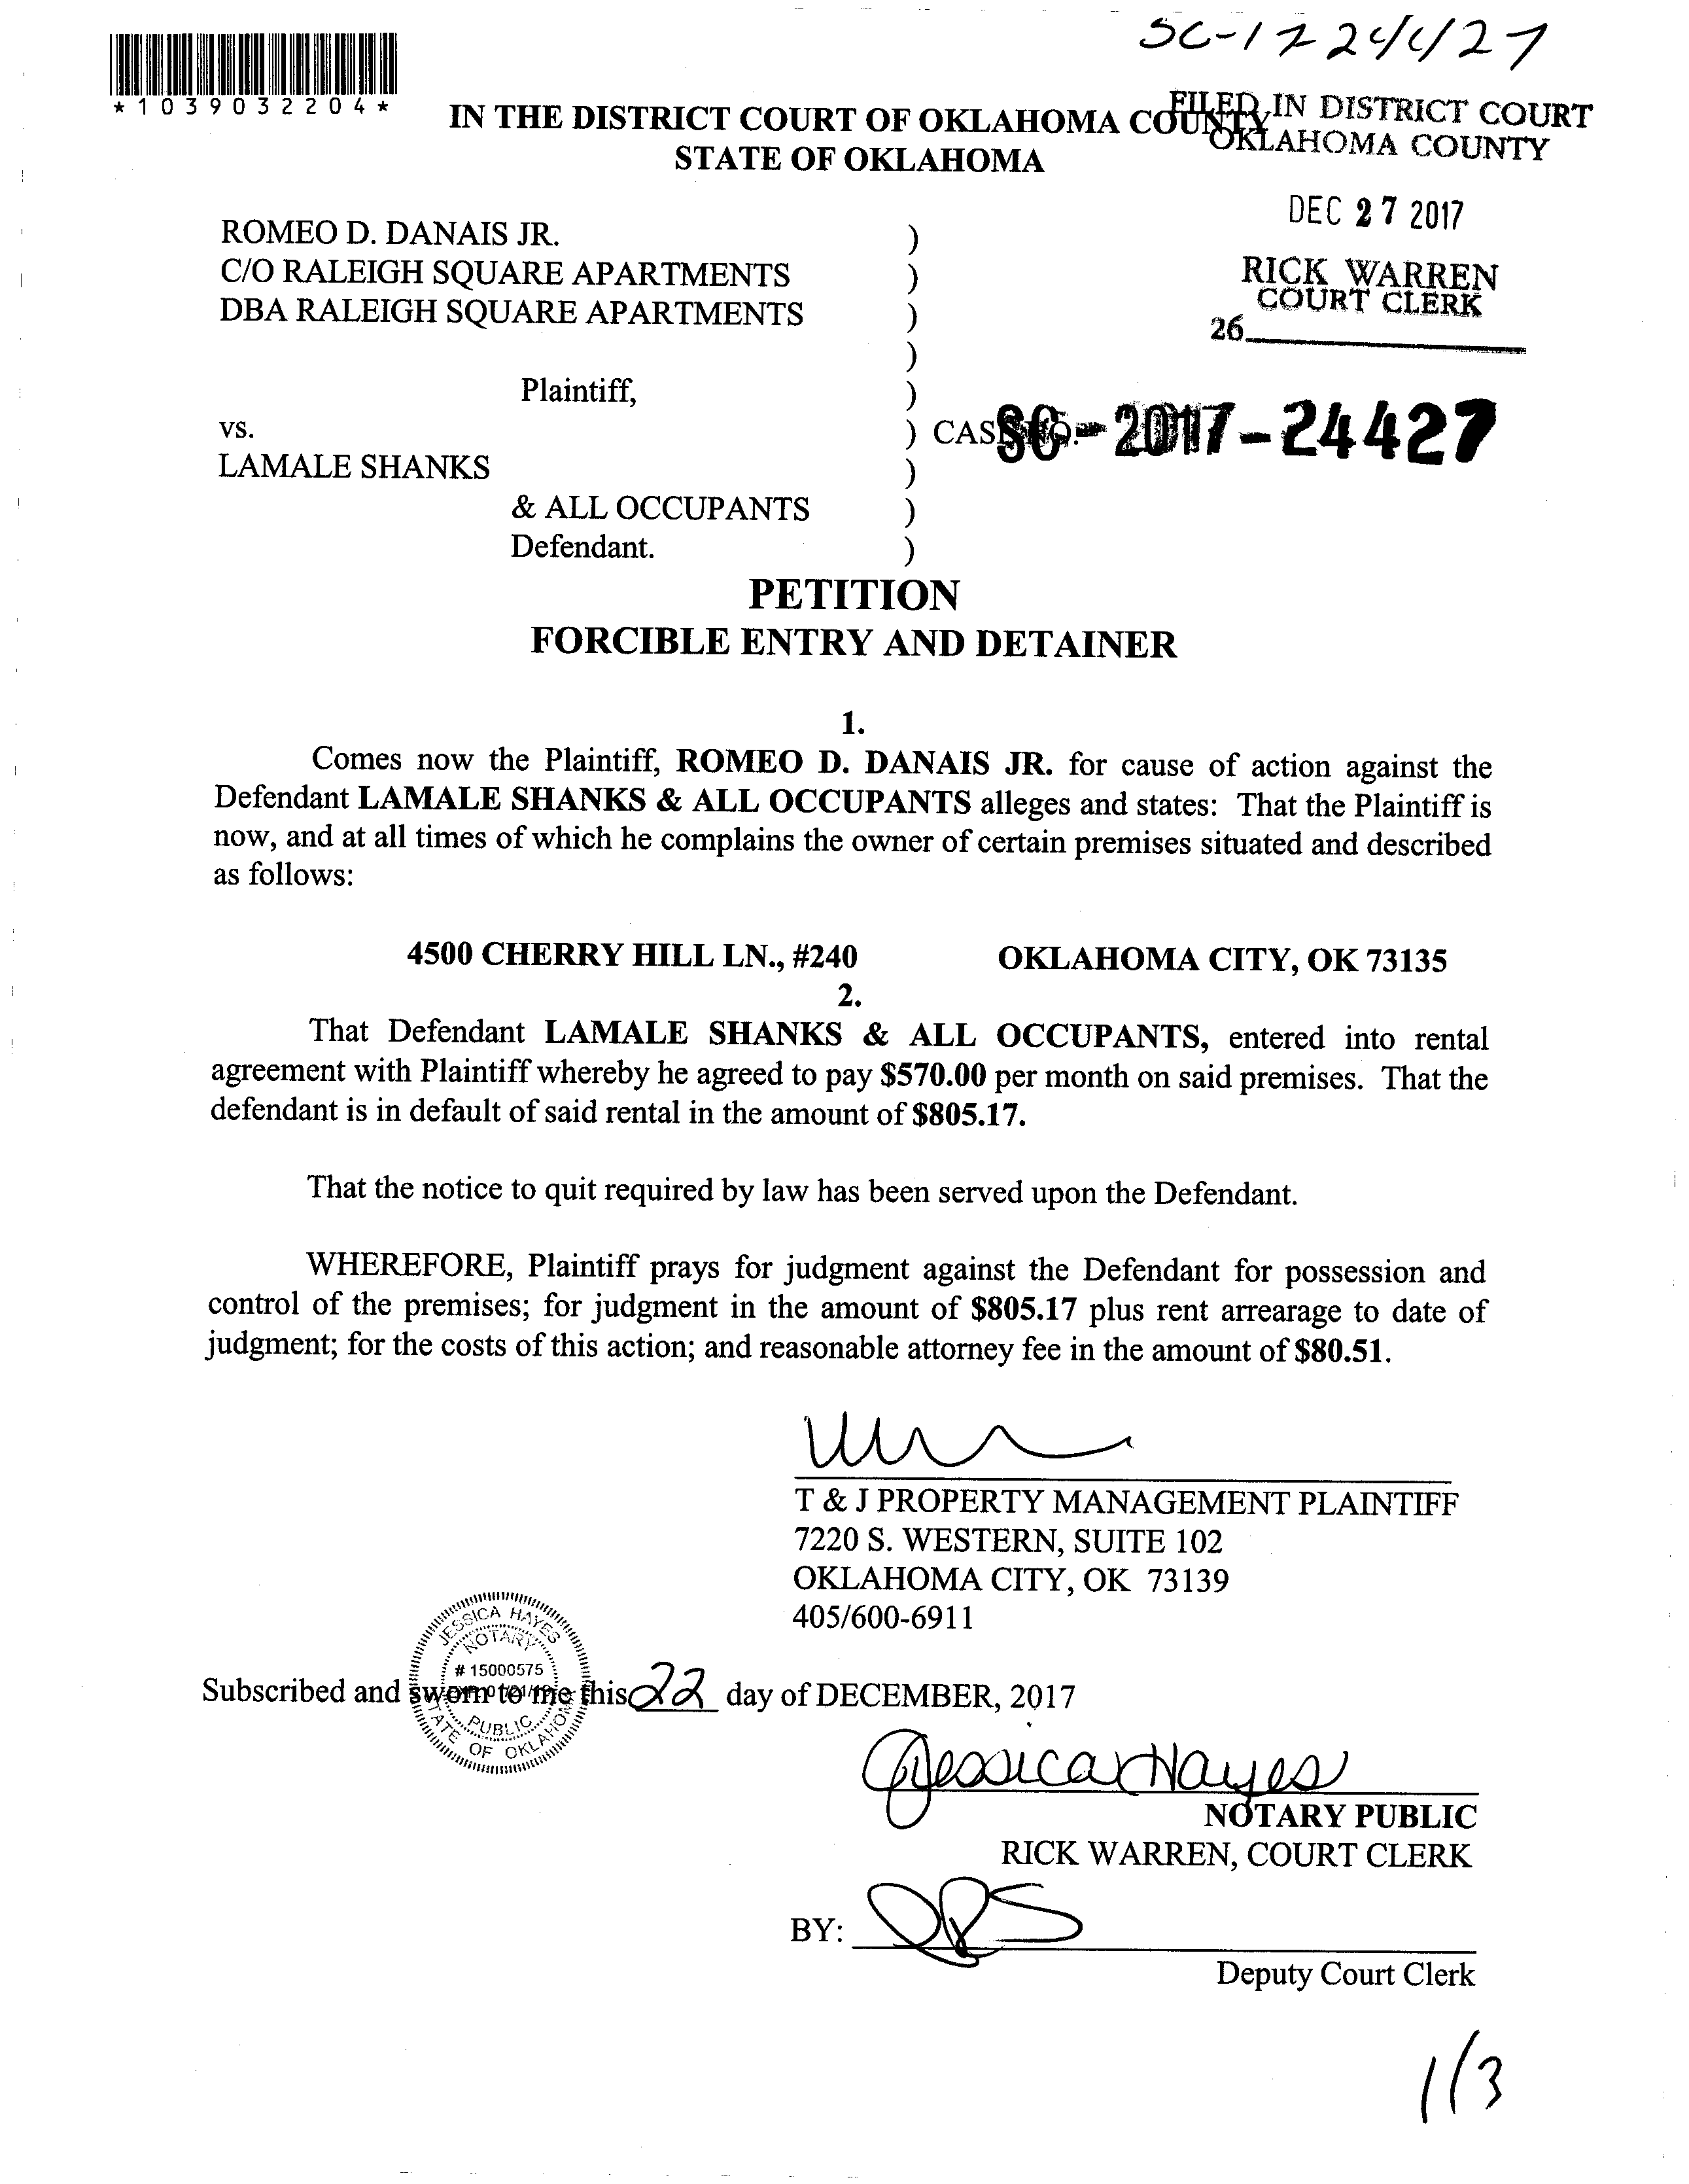 SC-17 24427
*1039032204*
IN THE DISTRICT COURT OF OKLAHOMA COUNTY
STATE OF OKLAHOMA
FILED IN DISTRICT COURT
OKLAHOMA COUNTY
DEC 27 2017
RICK WARREN
COURT CLERK
26
ROMEO D. DANAIS JR. )
C/O RALEIGH SQUARE APARTMENTS )
DBA RALEIGH SQUARE APARTMENTS )
)
Plaintiff, )
vs. ) CASE NO. SC-2017-24427
LAMALE SHANKS )
& ALL OCCUPANTS )
Defendant. )
PETITION
FORCIBLE ENTRY AND DETAINER
1.
Comes now the Plaintiff, ROMEO D. DANAIS JR. for cause of action against the
Defendant LAMALE SHANKS & ALL OCCUPANTS alleges and states: That the Plaintiff is
now, and at all times of which he complains the owner of certain premises situated and described
as follows:
4500 CHERRY HILL LN., #240 OKLAHOMA CITY, OK 73135
2.
That Defendant LAMALE SHANKS & ALL OCCUPANTS, entered into rental
agreement with Plaintiff whereby he agreed to pay $570.00 per month on said premises. That the
defendant is in default of said rental in the amount of $805.17.
That the notice to quit required by law has been served upon the Defendant.
WHEREFORE, Plaintiff prays for judgment against the Defendant for possession and
control of the premises; for judgment in the amount of $805.17 plus rent arrearage to date of
judgment; for the costs of this action; and reasonable attorney fee in the amount of $80.51.
T & J PROPERTY MANAGEMENT PLAINTIFF
7220 S. WESTERN, SUITE 102
OKLAHOMA CITY, OK 73139
405/600-6911
JESSICA HAYES
NOTARY
# 15000575
PUBLIC
STATE OF OKLAHOMA
Subscribed and sworn to me this 22 day of DECEMBER, 2017
Jessica Hayes
NOTARY PUBLIC
RICK WARREN, COURT CLERK
BY:
Deputy Court Clerk
1/3